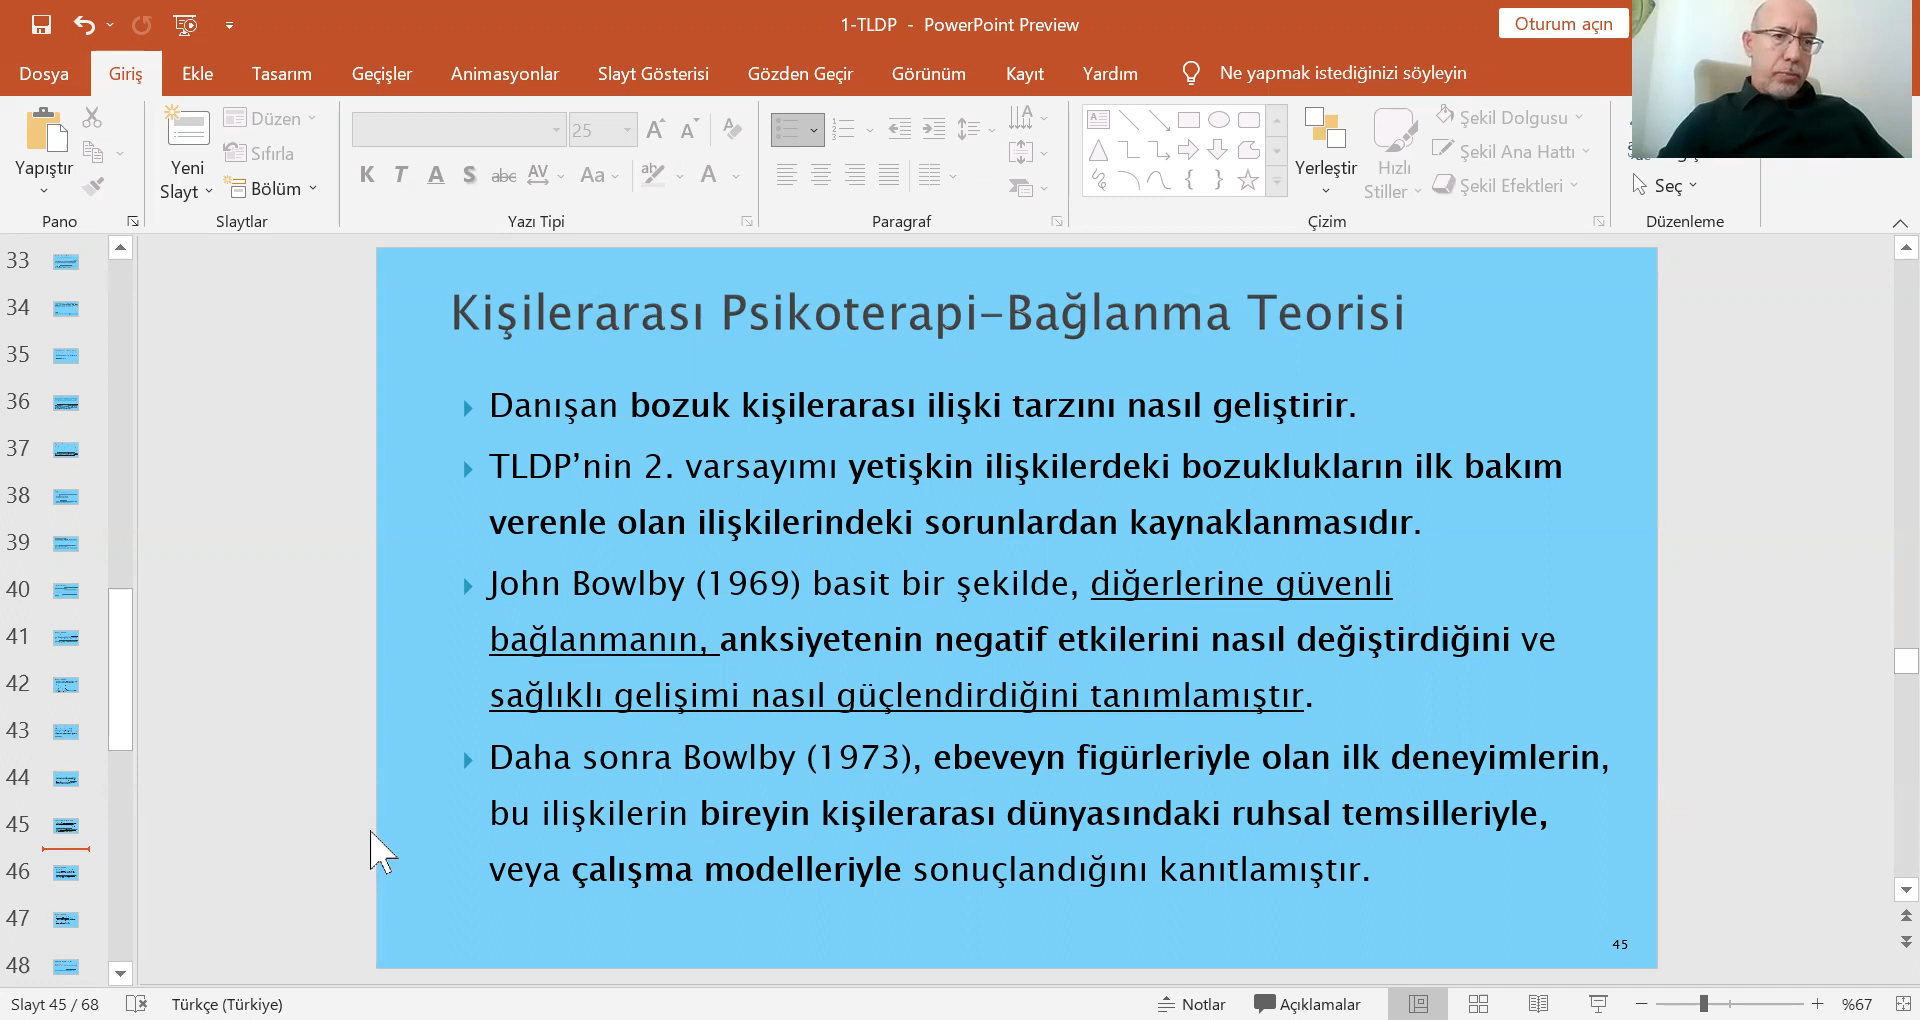 1-TLDP - PowerPoint Preview
Oturum açın
Dosya Giriş Ekle Tasarım Geçişler Animasyonlar Slayt Gösterisi Gözden Geçir Görünüm Kayıt Yardım Ne yapmak istediğinizi söyleyin
Yapıştır
Yeni
Slayt
Düzen
Sıfırla
Bölüm
25
K T A S abc AV Aa A
Yerleştir
Hızlı
Stiller
Şekil Dolgusu
Şekil Ana Hattı
Şekil Efektleri
Seç
Pano Slaytlar Yazı Tipi Paragraf Çizim Düzenleme
33
34
35
36
37
38
39
40
41
42
43
44
45
46
47
48
Kişilerarası Psikoterapi-Bağlanma Teorisi
Danışan bozuk kişilerarası ilişki tarzını nasıl geliştirir.
TLDP’nin 2. varsayımı yetişkin ilişkilerdeki bozuklukların ilk bakım
verenle olan ilişkilerindeki sorunlardan kaynaklanmasıdır.
John Bowlby (1969) basit bir şekilde, diğerlerine güvenli
bağlanmanın, anksiyetenin negatif etkilerini nasıl değiştirdiğini ve
sağlıklı gelişimi nasıl güçlendirdiğini tanımlamıştır.
Daha sonra Bowlby (1973), ebeveyn figürleriyle olan ilk deneyimlerin,
bu ilişkilerin bireyin kişilerarası dünyasındaki ruhsal temsilleriyle,
veya çalışma modelleriyle sonuçlandığını kanıtlamıştır.
45
Slayt 45 / 68 Türkçe (Türkiye) Notlar Açıklamalar %67